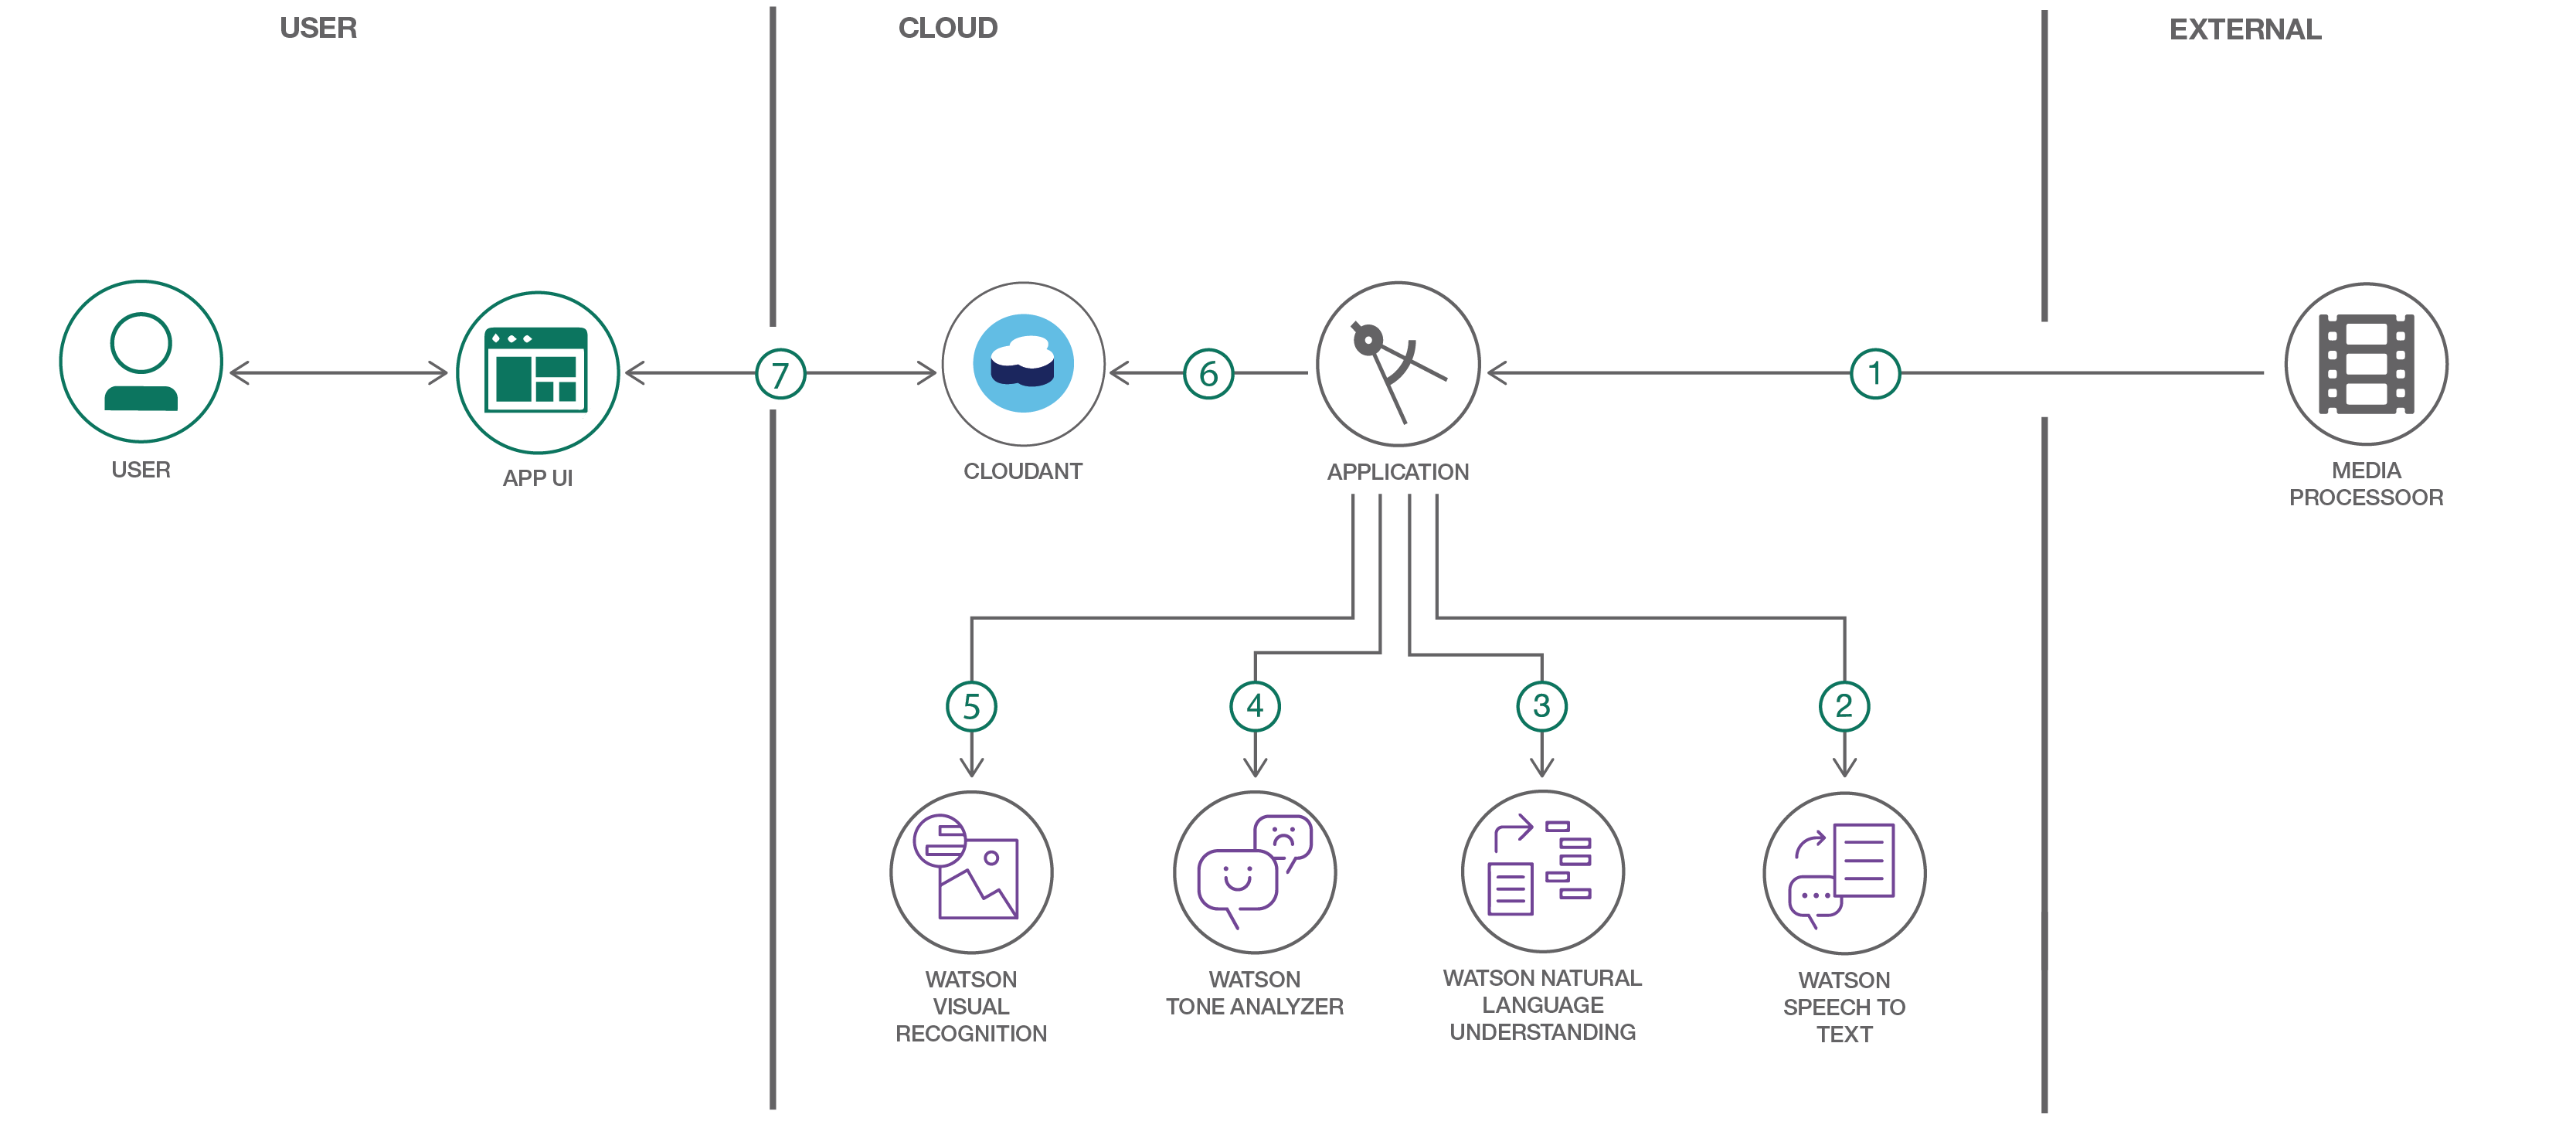 USER
CLOUD
EXTERNAL
7
6
1
USER
APP UI
CLOUDANT
APPLICATION
MEDIA
PROCESSOOR
5
4
3
2
WATSON
VISUAL
RECOGNITION
WATSON
TONE ANALYZER
WATSON NATURAL
LANGUAGE
UNDERSTANDING
WATSON
SPEECH TO
TEXT